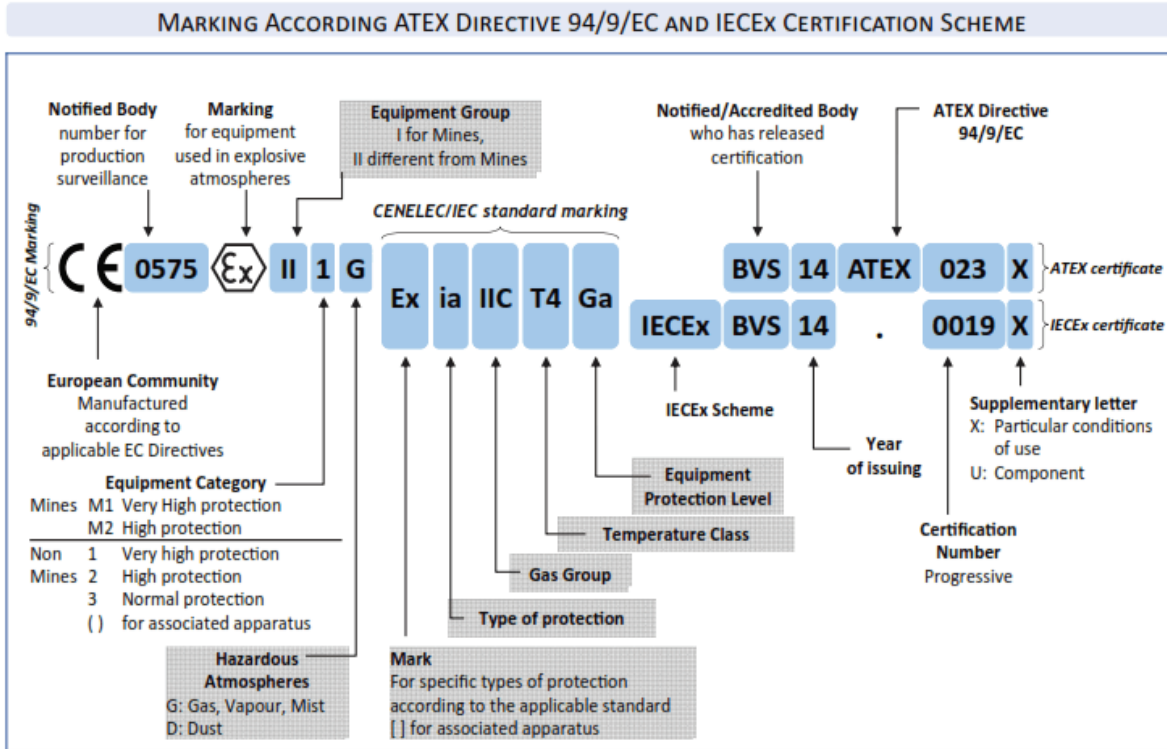 MARKING ACCORDING ATEX DIRECTIVE 94/9/EC AND IECEX CERTIFICATION SCHEME
Notified Body
number for
production
surveillance
Marking
for equipment
used in explosive
atmospheres
Equipment Group
I for Mines,
II different from Mines
Notified/Accredited Body
who has released
certification
ATEX Directive
94/9/EC
CENELEC/IEC standard marking
94/9/EC Marking
CE 0575 Ex II 1 G
Ex ia IIC T4 Ga
BVS 14 ATEX 023 X
ATEX certificate
IECEx BVS 14 . 0019 X
IECEx certificate
European Community
Manufactured
according to
applicable EC Directives
IECEx Scheme
Year
of issuing
Supplementary letter
X: Particular conditions
of use
U: Component
Equipment Category
Mines M1 Very High protection
M2 High protection
Non 1 Very high protection
Mines 2 High protection
3 Normal protection
( ) for associated apparatus
Equipment
Protection Level
Temperature Class
Gas Group
Type of protection
Certification
Number
Progressive
Hazardous
Atmospheres
G: Gas, Vapour, Mist
D: Dust
Mark
For specific types of protection
according to the applicable standard
[ ] for associated apparatus